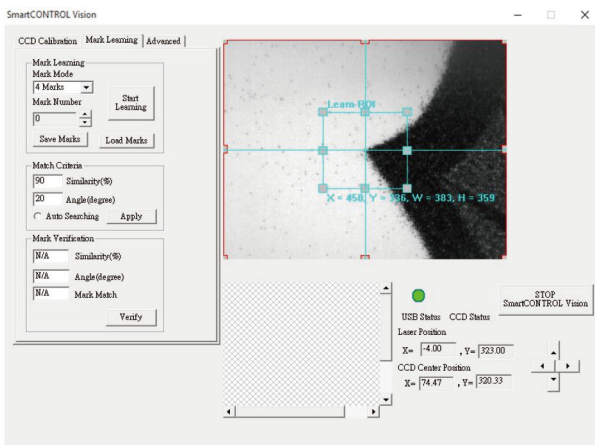 SmartCONTROL Vision
CCD Calibration Mark Learning Advanced
Mark Learning
Mark Mode
4 Marks
Mark Number
0
Start Learning
Save Marks Load Marks
Match Criteria
90 Similarity(%)
20 Angle(degree)
Auto Searching Apply
Mark Verification
N/A Similarity(%)
N/A Angle(degree)
N/A Mark Match
Verify
Learn ROI
X = 450, Y = 336, W = 383, H = 359
USB Status CCD Status
STOP
SmartCONTROL Vision
Laser Position
X= -4.00 , Y= 323.00
CCD Center Position
X= 74.47 , Y= 320.33